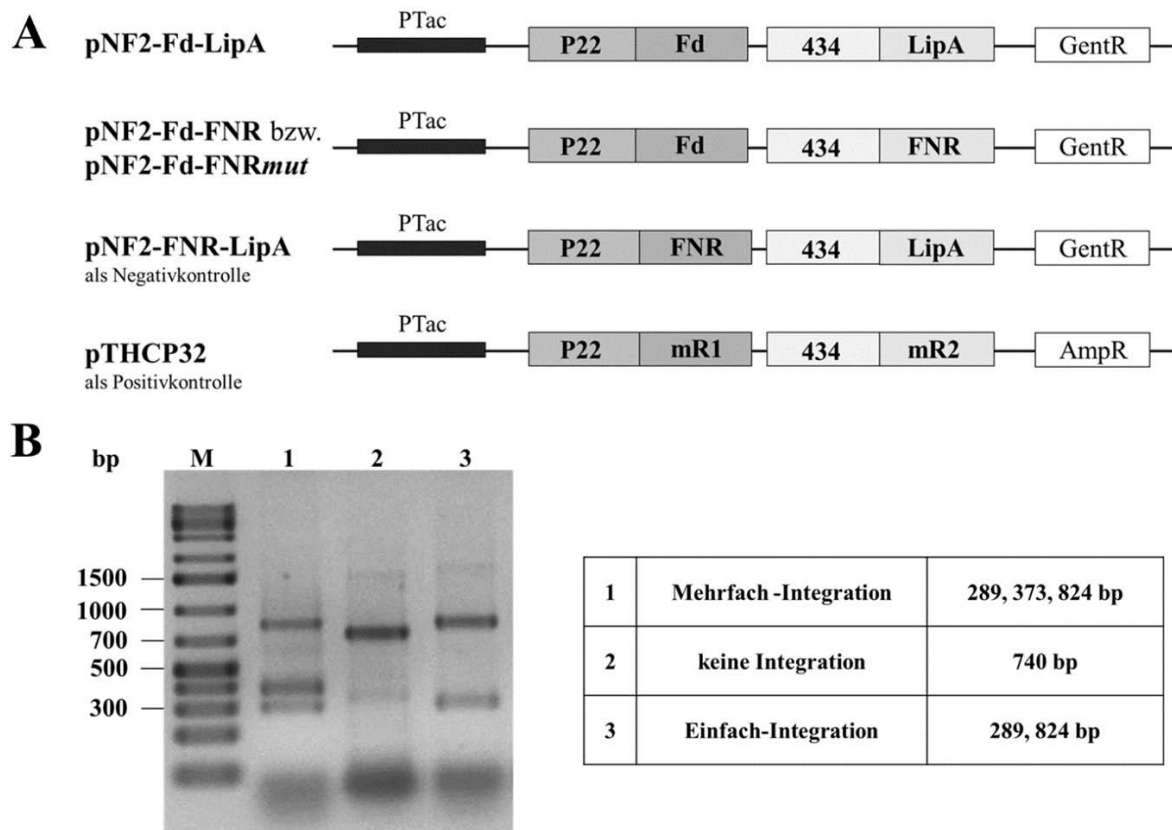 A
pNF2-Fd-LipA
PTac
P22 Fd 434 LipA GentR
pNF2-Fd-FNR bzw.
pNF2-Fd-FNRmut
PTac
P22 Fd 434 FNR GentR
pNF2-FNR-LipA
als Negativkontrolle
PTac
P22 FNR 434 LipA GentR
pTHCP32
als Positivkontrolle
PTac
P22 mR1 434 mR2 AmpR
B
bp M 1 2 3
1500
1000
700
500
300
1 Mehrfach-Integration 289, 373, 824 bp
2 keine Integration 740 bp
3 Einfach-Integration 289, 824 bp